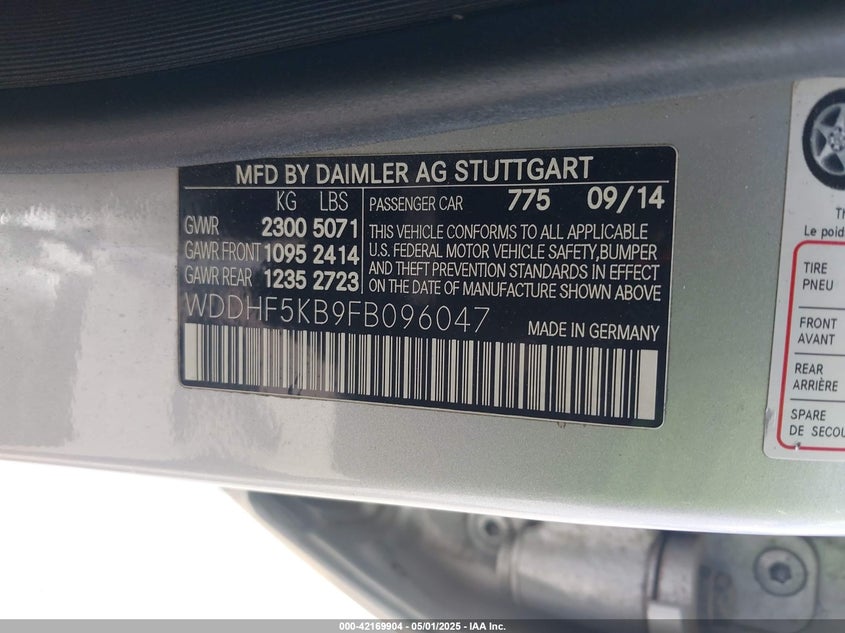 MFD BY DAIMLER AG STUTTGART
KG LBS
GVWR 2300 5071
GAWR FRONT 1095 2414
GAWR REAR 1235 2723
PASSENGER CAR 775 09/14
THIS VEHICLE CONFORMS TO ALL APPLICABLE
U.S. FEDERAL MOTOR VEHICLE SAFETY,BUMPER
AND THEFT PREVENTION STANDARDS IN EFFECT
ON THE DATE OF MANUFACTURE SHOWN ABOVE
WDDHF5KB9FB096047
MADE IN GERMANY
Le
TIRE
PNEU
FRONT
AVANT
REAR
ARRIÈRE
SPARE
DE
000-42169904 - 05/01/2025 - IAA Inc.